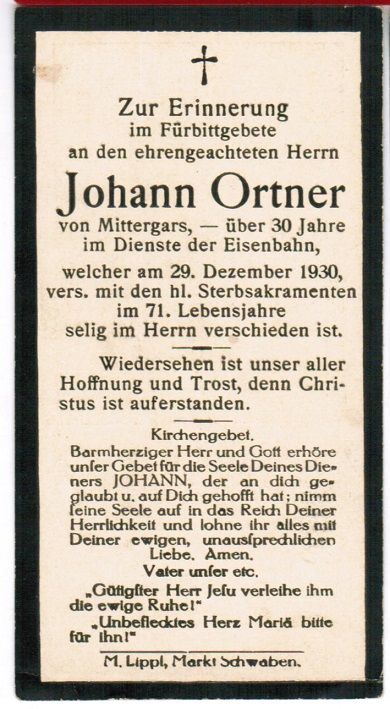 Zur Erinnerung
im Fürbittgebete
an den ehrengeachteten Herrn
Johann Ortner
von Mittergars, — über 30 Jahre
im Dienste der Eisenbahn,
welcher am 29. Dezember 1930,
vers. mit den hl. Sterbsakramenten
im 71. Lebensjahre
selig im Herrn verschieden ist.
Wiedersehen ist unser aller
Hoffnung und Trost, denn Chri-
stus ist auferstanden.
Kirchengebet.
Barmherziger Herr und Gott erhöre
unſer Gebet für die Seele Deines Die-
ners JOHANN, der an dich ge-
glaubt u. auf Dich gehofft hat; nimm
ſeine Seele auf in das Reich Deiner
Herrlichkeit und lohne ihr alles mit
Deiner ewigen, unausſprechlichen
Liebe. Amen.
Vater unſer etc.
„Gütigſter Herr Jeſu verleihe ihm
die ewige Ruhe!"
„Unbeflecktes Herz Mariä bitte
für ihn!"
M. Lippl, Markt Schwaben.